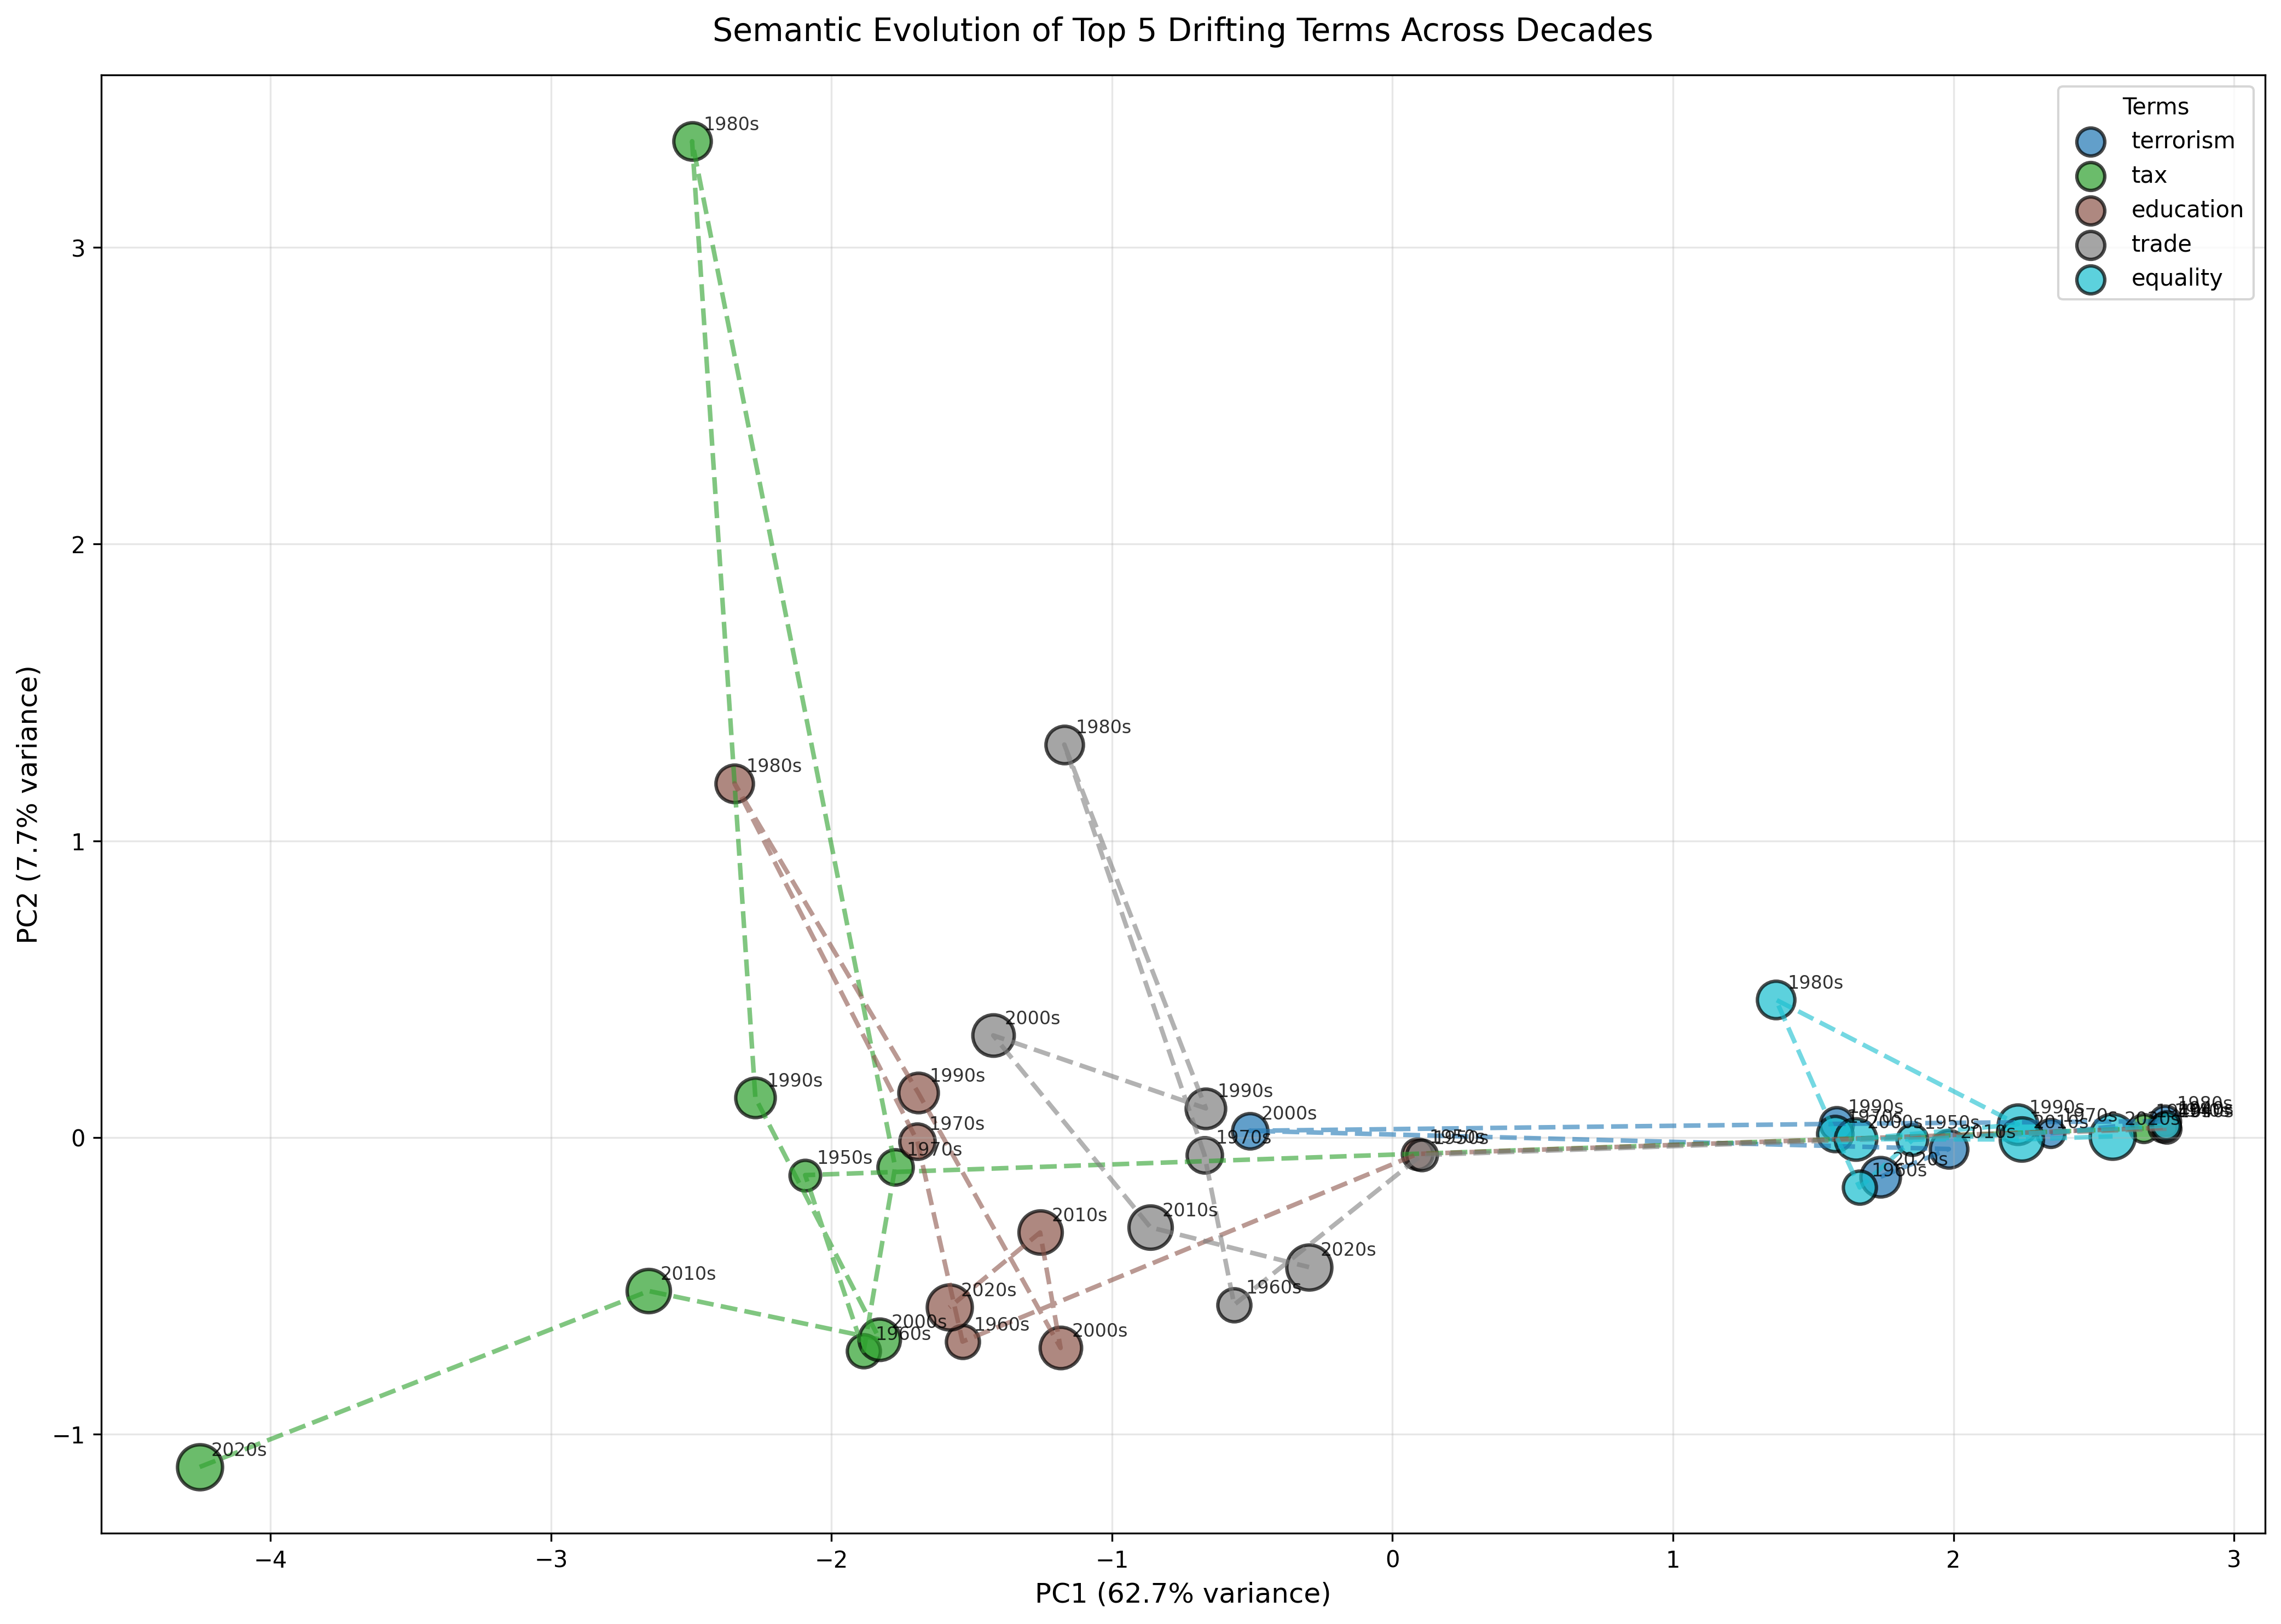 Semantic Evolution of Top 5 Drifting Terms Across Decades
Terms
terrorism
tax
education
trade
equality
PC2 (7.7% variance)
3
2
1
0
−1
1980s
1980s
1980s
1980s
2000s
1990s
1990s
1990s
2000s
1970s
1970s
1970s
1950s
1950s
2010s
2010s
2010s
2020s
2020s
2000s
1960s
1960s
1960s
2000s
2020s
1990s
1970s
2000s
1950s
2010s
2020s
1960s
1990s
2010s
1970s
2020s
1980s
−4
−3
−2
−1
0
1
2
3
PC1 (62.7% variance)